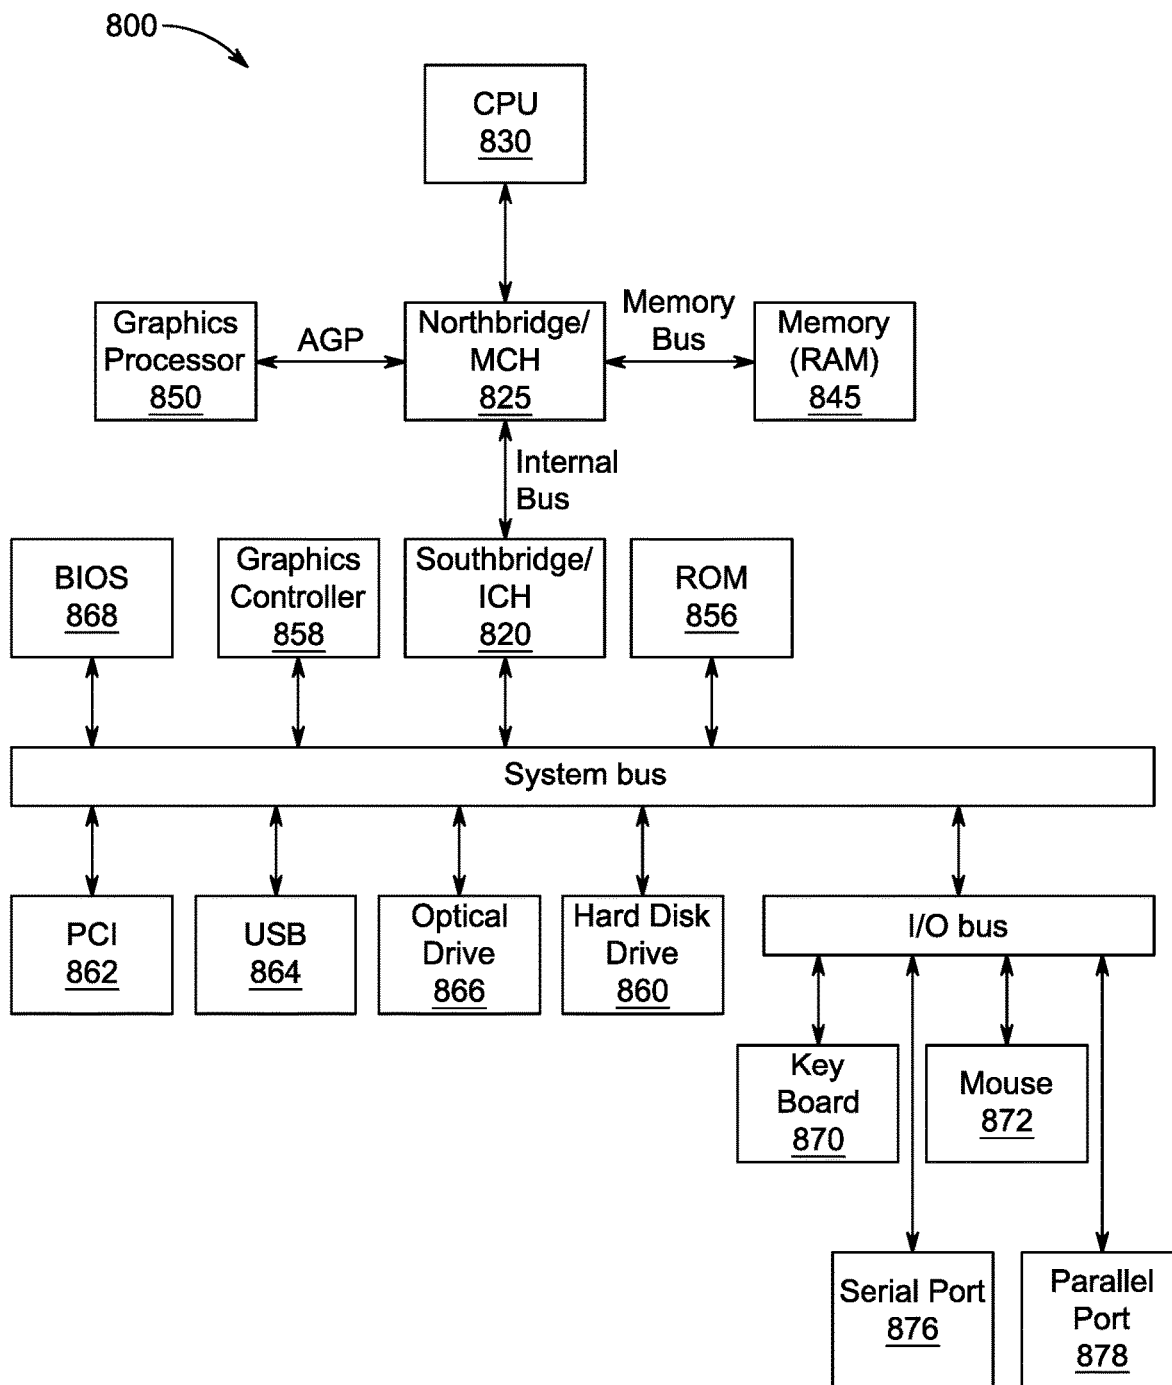 800
CPU
830
Graphics
Processor
850
AGP
Northbridge/
MCH
825
Memory
Bus
Memory
(RAM)
845
Internal
Bus
BIOS
868
Graphics
Controller
858
Southbridge/
ICH
820
ROM
856
System bus
PCI
862
USB
864
Optical
Drive
866
Hard Disk
Drive
860
I/O bus
Key
Board
870
Mouse
872
Serial Port
876
Parallel
Port
878